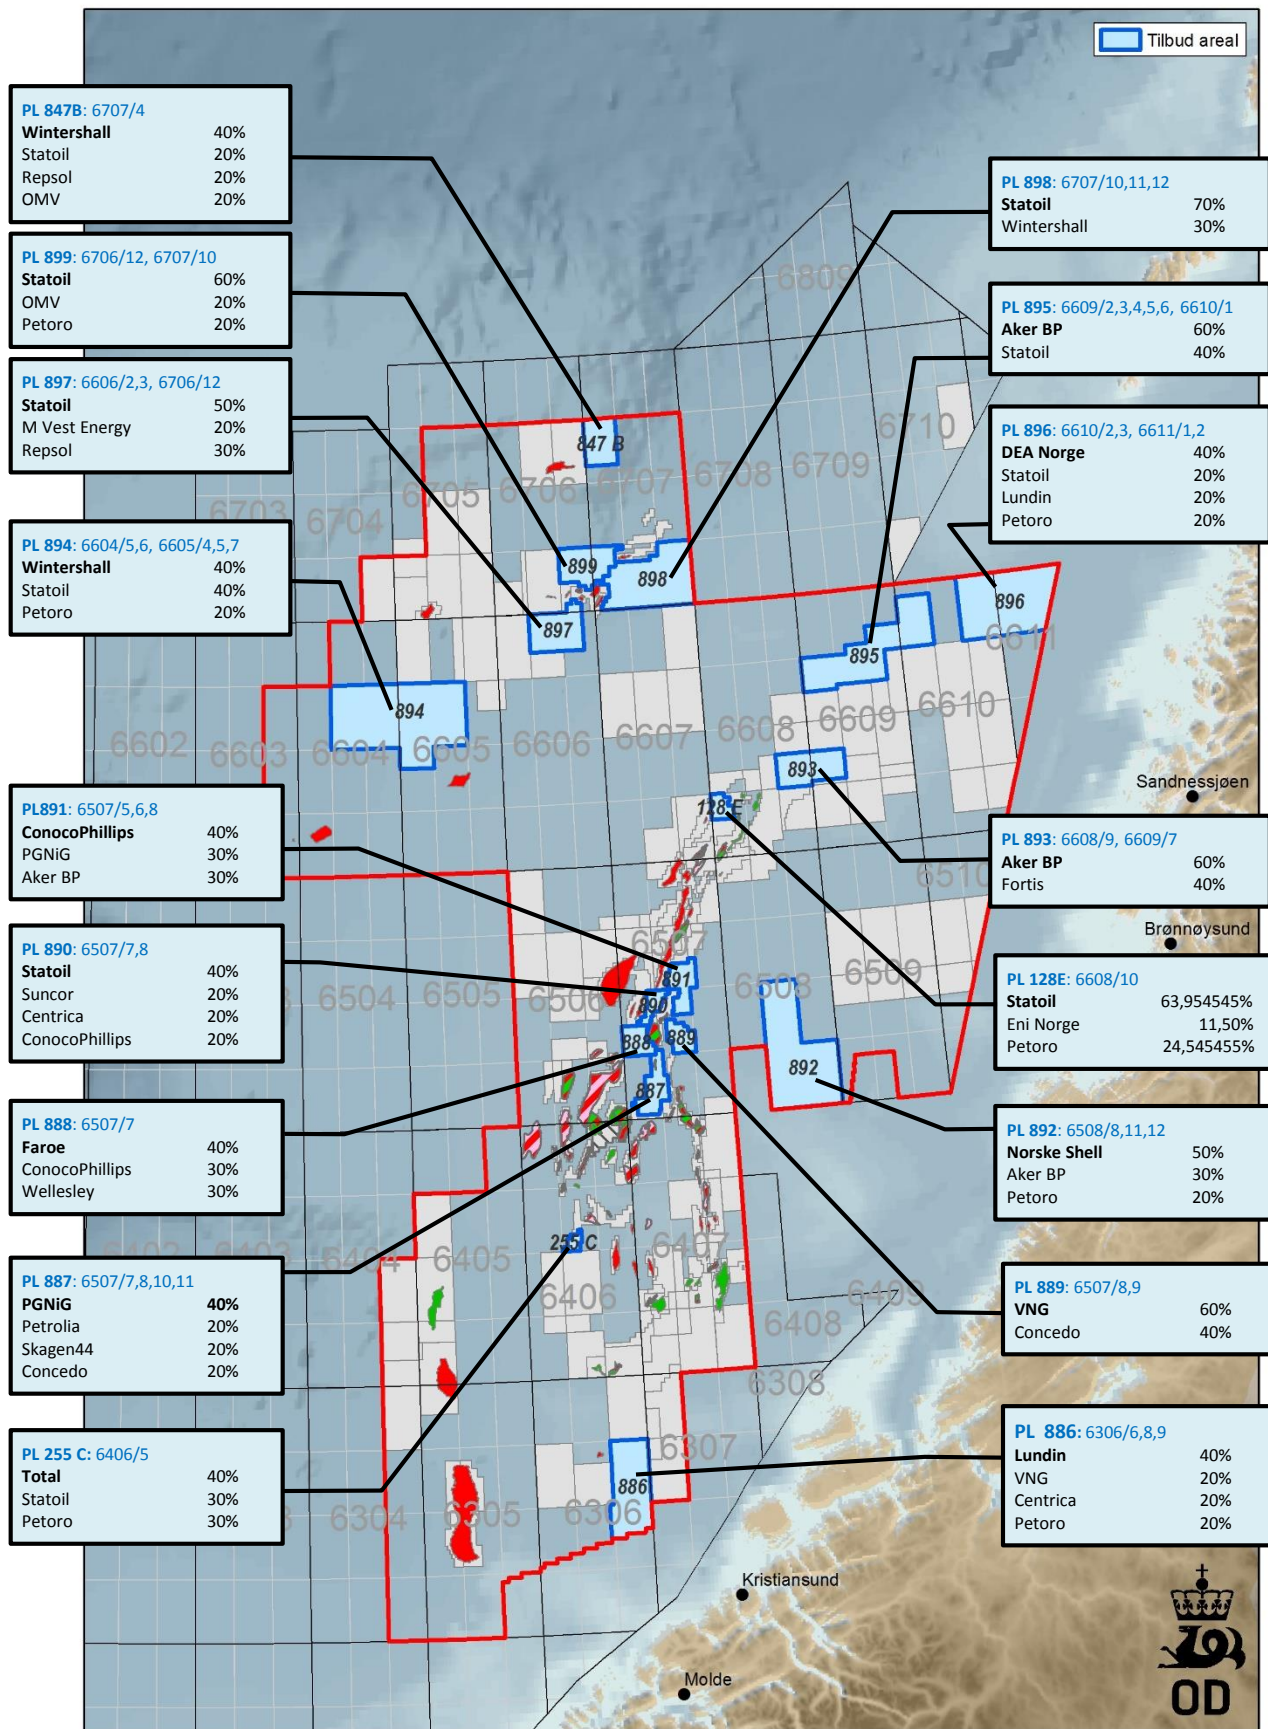 Tilbud areal
PL 847B: 6707/4
Wintershall 40%
Statoil 20%
Repsol 20%
OMV 20%
PL 899: 6706/12, 6707/10
Statoil 60%
OMV 20%
Petoro 20%
PL 897: 6606/2,3, 6706/12
Statoil 50%
M Vest Energy 20%
Repsol 30%
PL 894: 6604/5,6, 6605/4,5,7
Wintershall 40%
Statoil 40%
Petoro 20%
PL891: 6507/5,6,8
ConocoPhillips 40%
PGNiG 30%
Aker BP 30%
PL 890: 6507/7,8
Statoil 40%
Suncor 20%
Centrica 20%
ConocoPhillips 20%
PL 888: 6507/7
Faroe 40%
ConocoPhillips 30%
Wellesley 30%
PL 887: 6507/7,8,10,11
PGNiG 40%
Petrolia 20%
Skagen44 20%
Concedo 20%
PL 255 C: 6406/5
Total 40%
Statoil 30%
Petoro 30%
PL 898: 6707/10,11,12
Statoil 70%
Wintershall 30%
PL 895: 6609/2,3,4,5,6, 6610/1
Aker BP 60%
Statoil 40%
PL 896: 6610/2,3, 6611/1,2
DEA Norge 40%
Statoil 20%
Lundin 20%
Petoro 20%
PL 893: 6608/9, 6609/7
Aker BP 60%
Fortis 40%
PL 128E: 6608/10
Statoil 63,954545%
Eni Norge 11,50%
Petoro 24,545455%
PL 892: 6508/8,11,12
Norske Shell 50%
Aker BP 30%
Petoro 20%
PL 889: 6507/8,9
VNG 60%
Concedo 40%
PL 886: 6306/6,8,9
Lundin 40%
VNG 20%
Centrica 20%
Petoro 20%
6809
6710
847 B
6703
6704
6705
6706
6707
6708
6709
899
898
896
897
895
6611
894
6602
6603
6604
6605
6606
6607
6608
6609
6610
893
128 E
Sandnessjøen
6510
Brønnøysund
6504
6505
6506
6507
6508
6509
891
890
888
889
887
892
255 C
6402
6403
6404
6405
6406
6407
6408
6409
6308
6307
886
6304
6305
6306
Kristiansund
Molde
OD